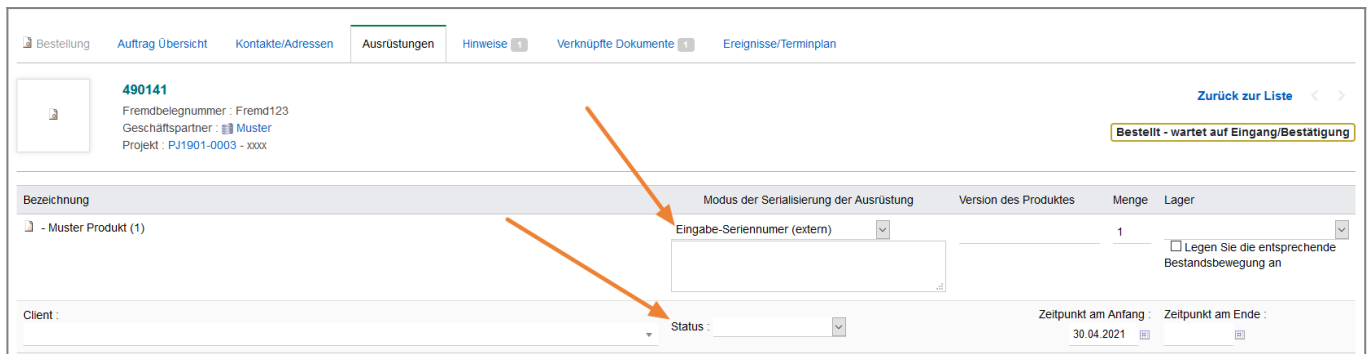 Bestellung Auftrag Übersicht Kontakte/Adressen Ausrüstungen Hinweise 1 Verknüpfte Dokumente 1 Ereignisse/Terminplan
490141
Fremdbelegnummer : Fremd123
Geschäftspartner : Muster
Projekt : PJ1901-0003 - xxxx
Zurück zur Liste
Bestellt - wartet auf Eingang/Bestätigung
Bezeichnung Modus der Serialisierung der Ausrüstung Version des Produktes Menge Lager
- Muster Produkt (1) Eingabe-Seriennumer (extern) 1
Legen Sie die entsprechende
Bestandsbewegung an
Client : Status : Zeitpunkt am Anfang : Zeitpunkt am Ende :
30.04.2021